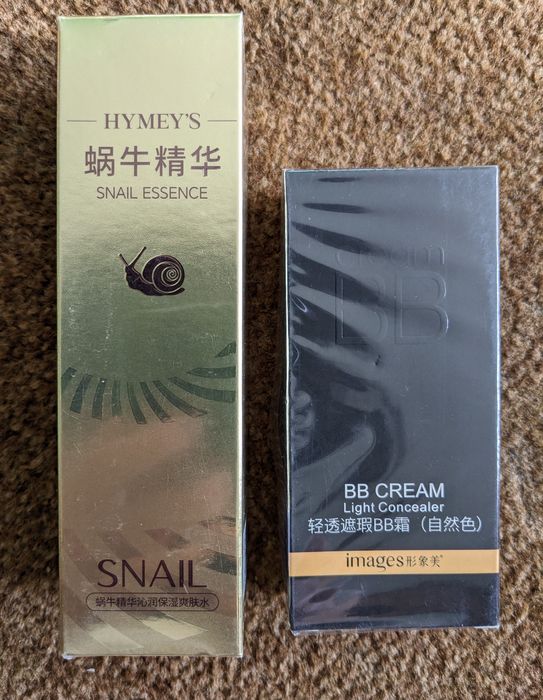 HYMEY'S
蜗牛精华
SNAIL ESSENCE
SNAIL
蜗牛精华沁润保湿爽肤水
cream
BB
BB CREAM
Light Concealer
轻透遮瑕BB霜（自然色）
images形象美®